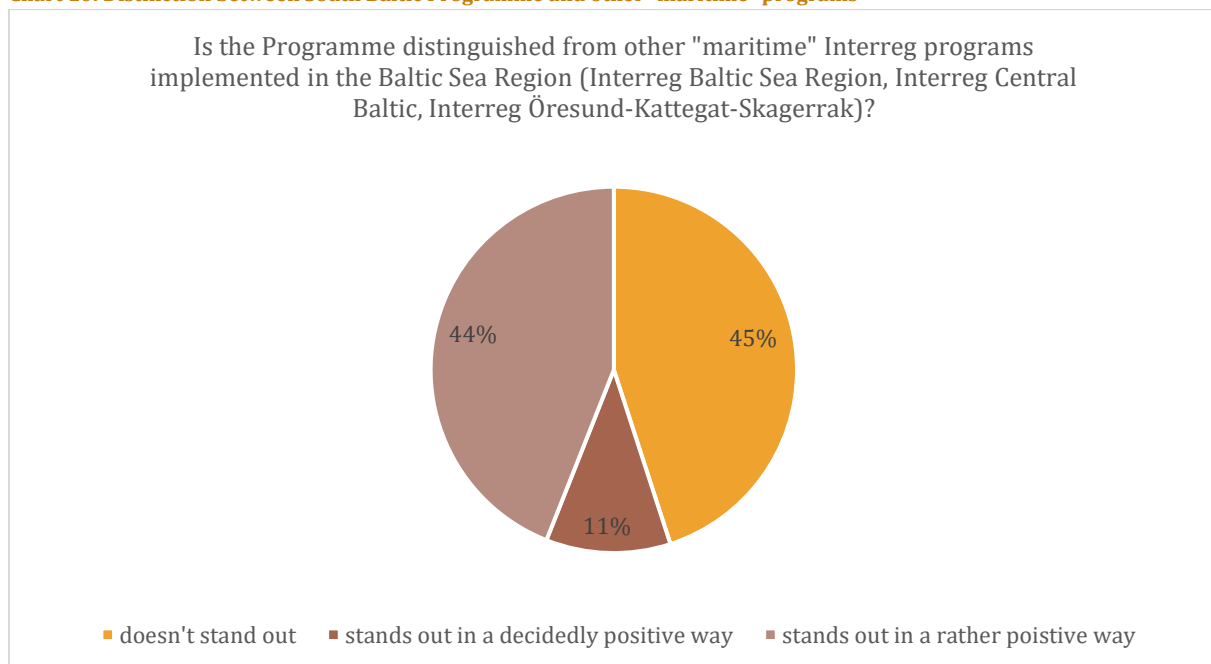 Is the Programme distinguished from other "maritime" Interreg programs
implemented in the Baltic Sea Region (Interreg Baltic Sea Region, Interreg Central
Baltic, Interreg Öresund-Kattegat-Skagerrak)?
44%
45%
11%
doesn't stand out stands out in a decidedly positive way stands out in a rather poistive way